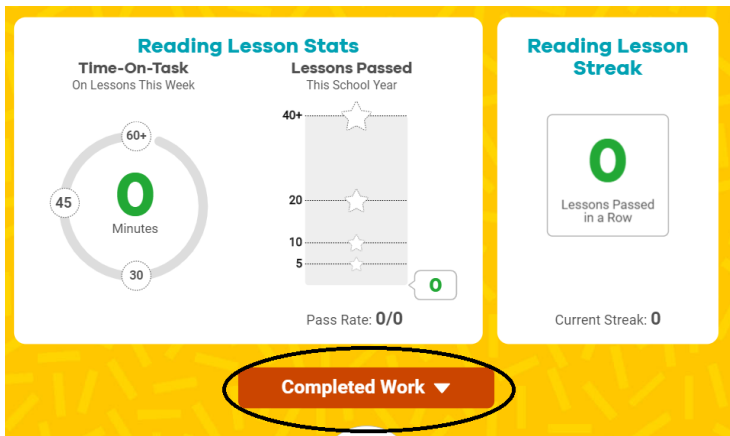 Reading Lesson Stats
Time-On-Task
On Lessons This Week
60+
45
0
Minutes
30
Lessons Passed
This School Year
40+
20
10
5
0
Pass Rate: 0/0
Reading Lesson
Streak
0
Lessons Passed
in a Row
Current Streak: 0
Completed Work